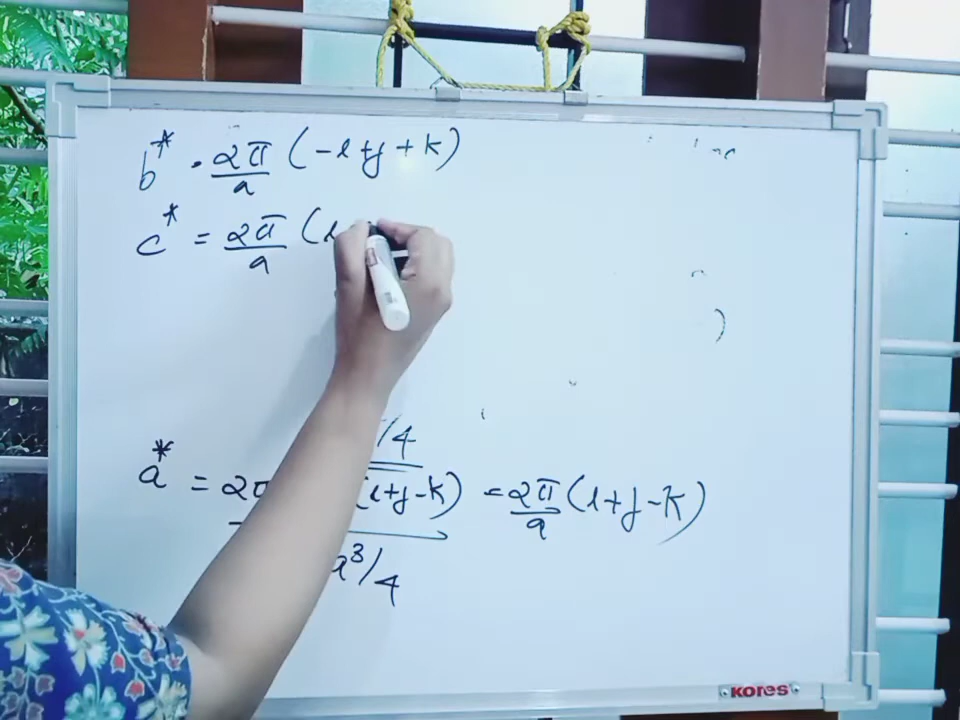 b* = 2π/a (-i+j+k)
c* = 2π/a (i
/4
a* = 2π (i+j-k) = 2π/a (i+j-k)
a³/4
KORES